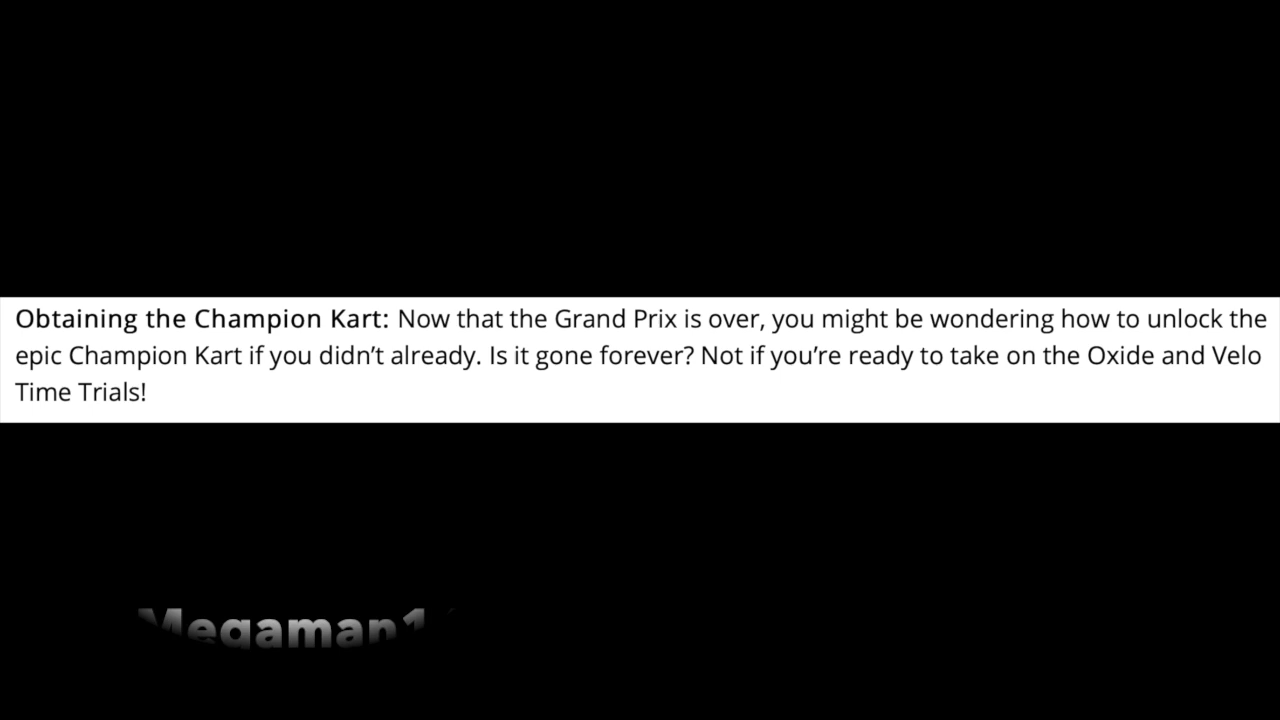 Obtaining the Champion Kart: Now that the Grand Prix is over, you might be wondering how to unlock the
epic Champion Kart if you didn’t already. Is it gone forever? Not if you’re ready to take on the Oxide and Velo
Time Trials!
Megaman1